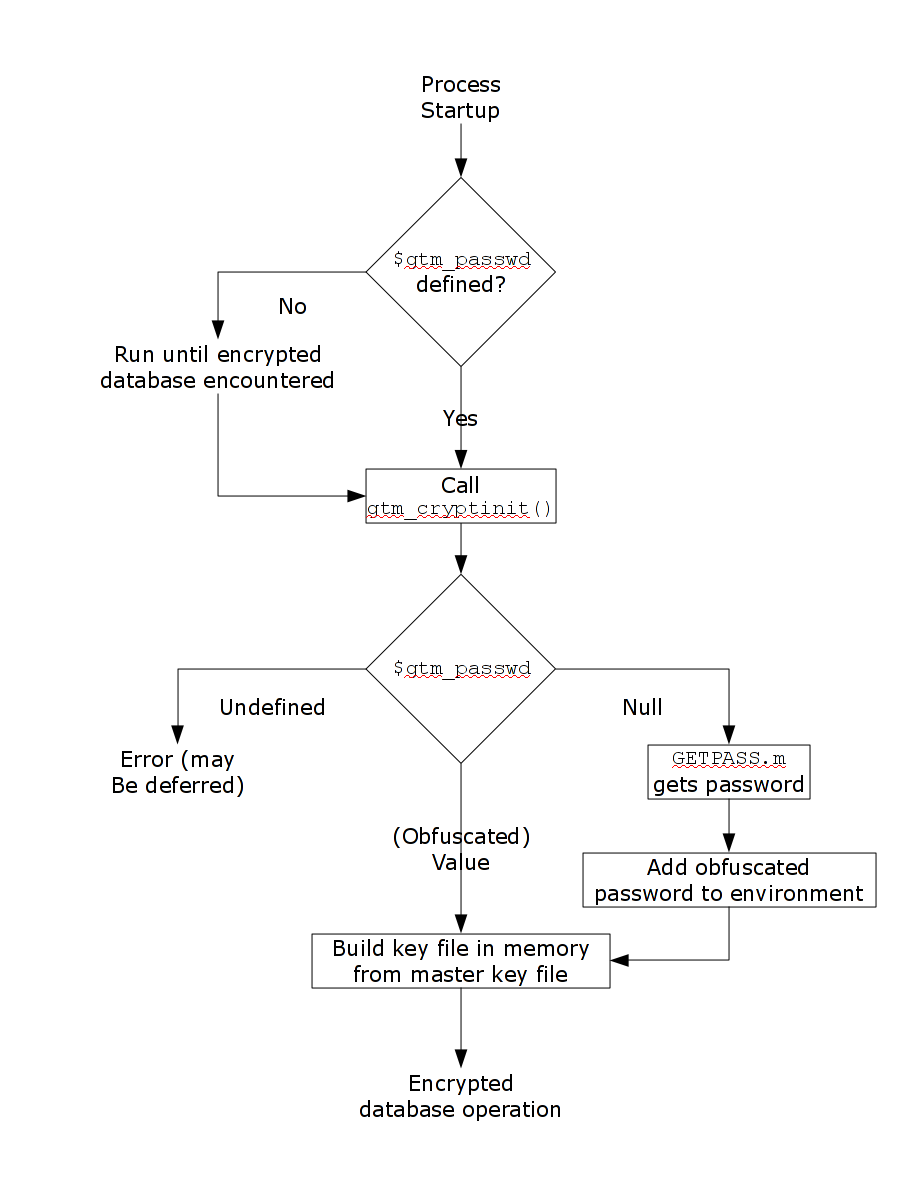 Process
Startup
$gtm_passwd
defined?
No
Run until encrypted
database encountered
Yes
Call
gtm_cryptinit()
$gtm_passwd
Undefined
Null
Error (may
Be deferred)
GETPASS.m
gets password
(Obfuscated)
Value
Add obfuscated
password to environment
Build key file in memory
from master key file
Encrypted
database operation